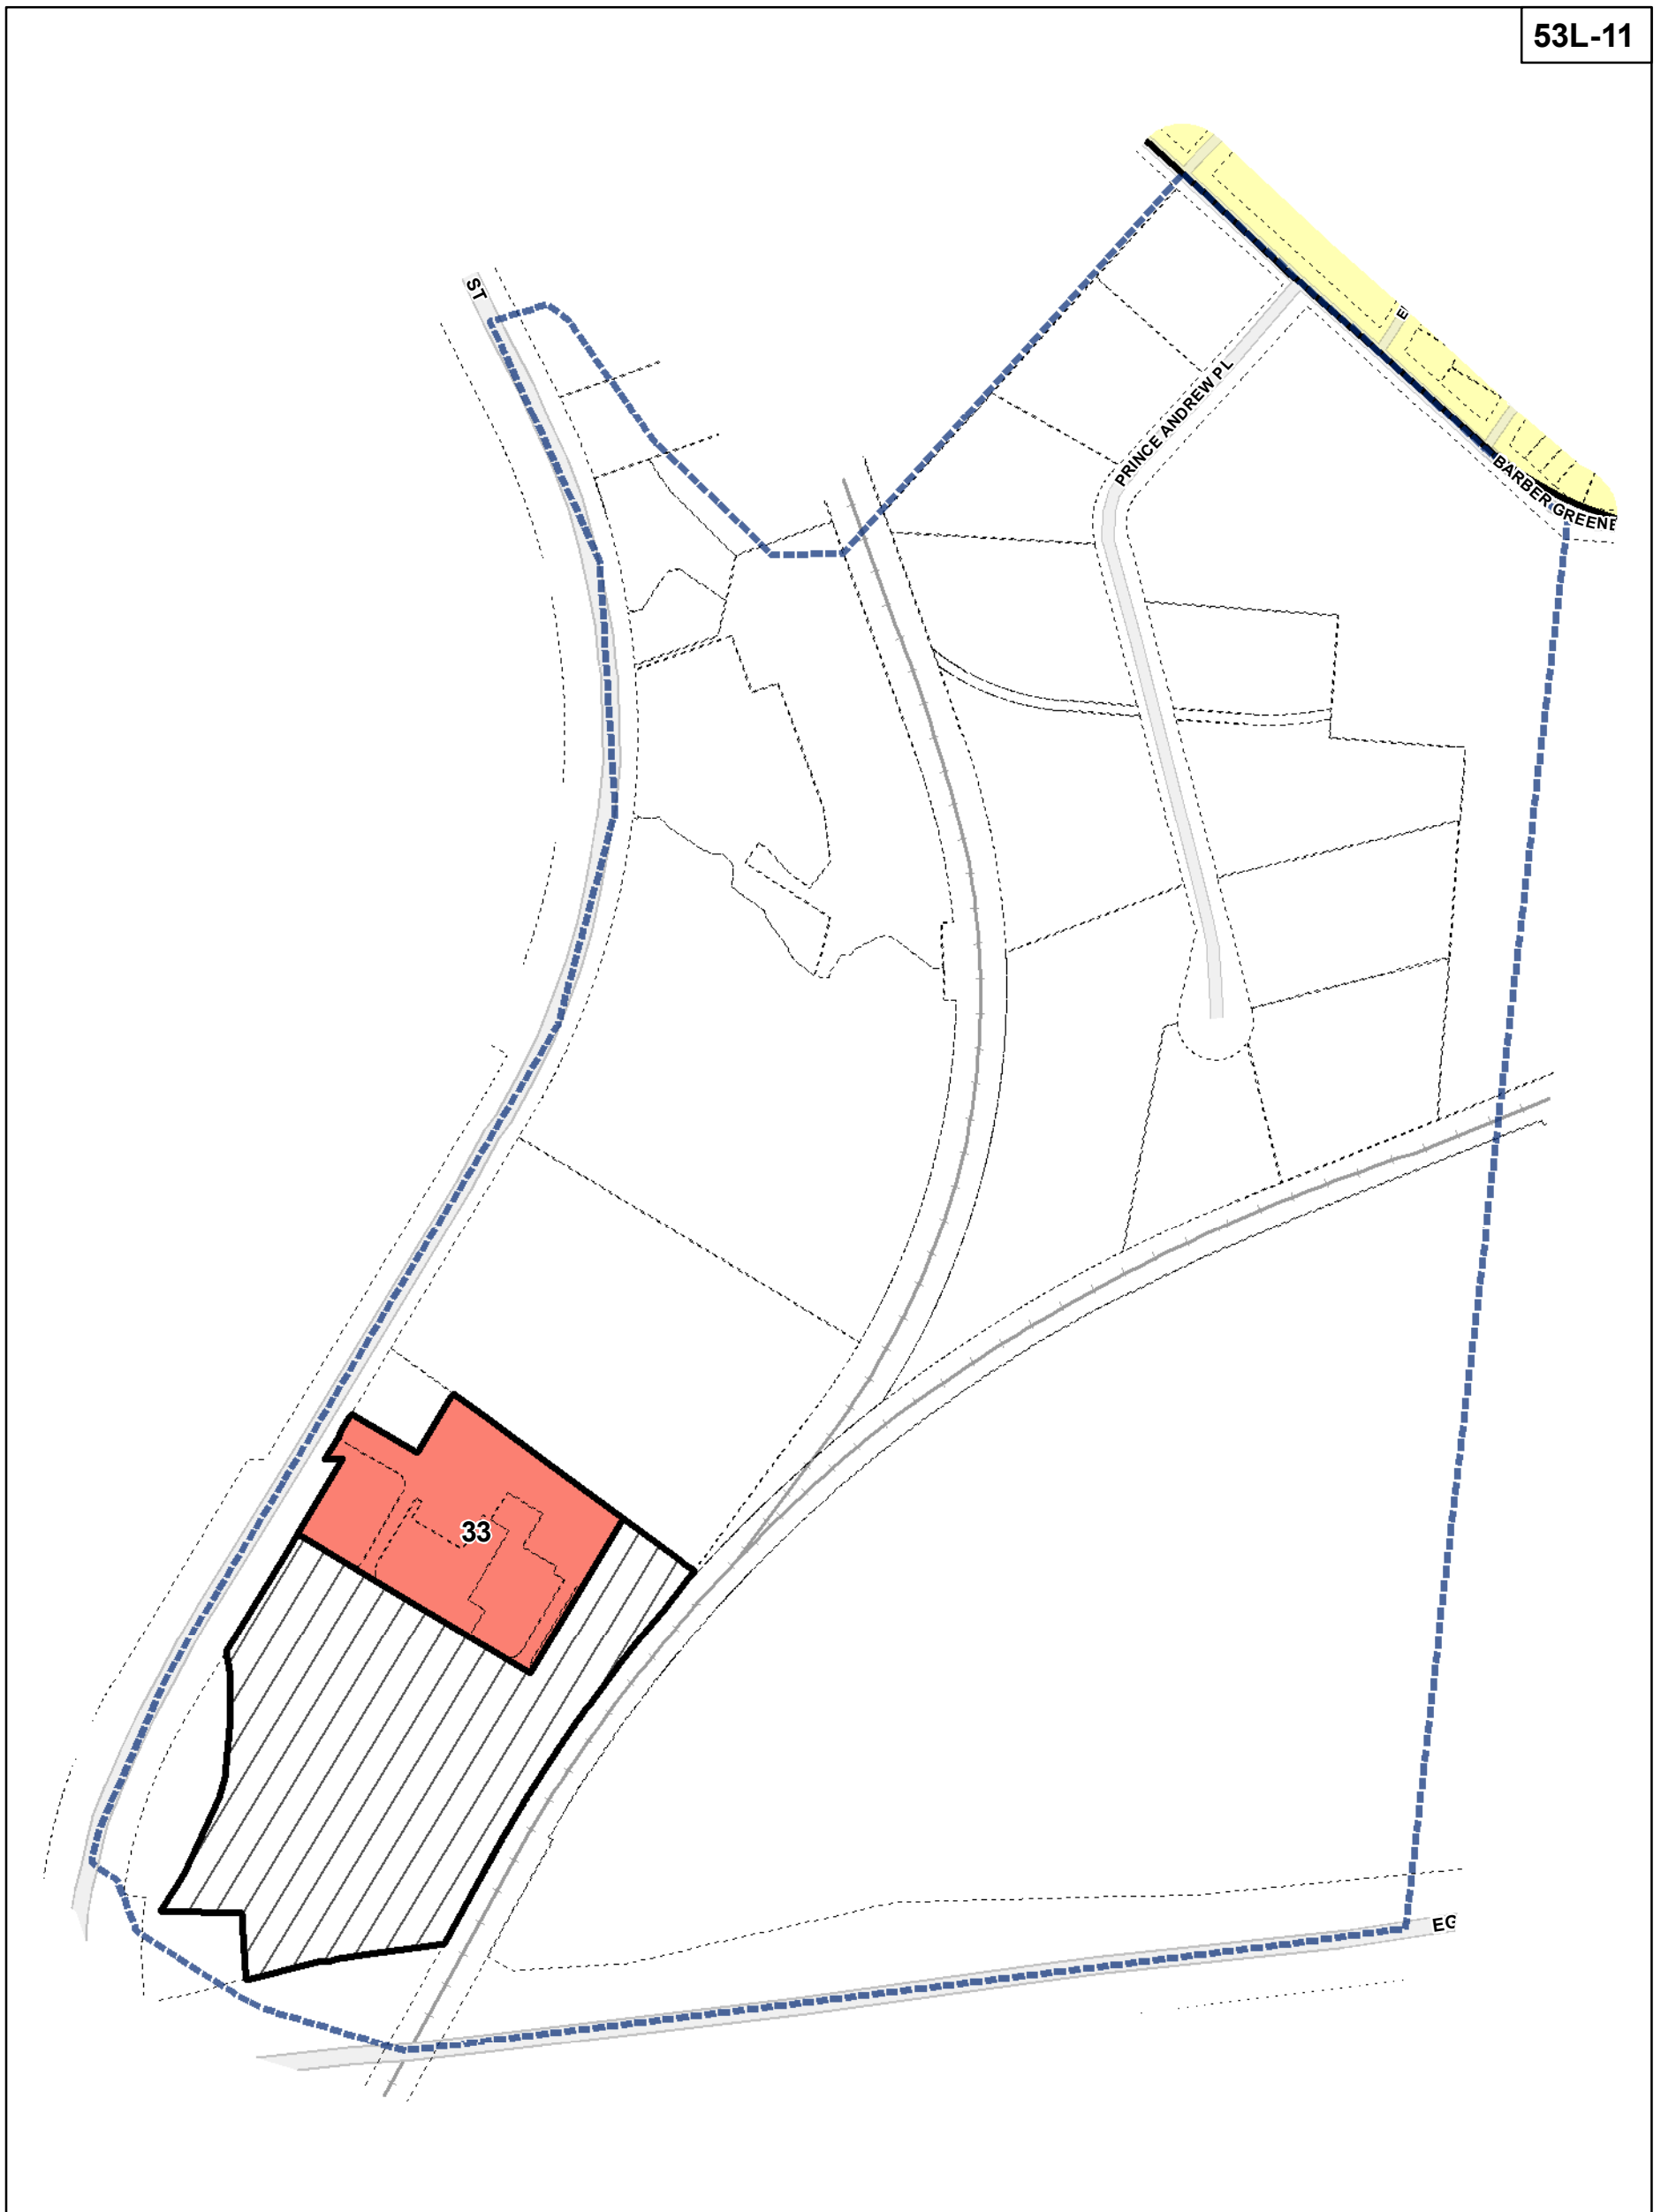 53L-11
ST
E
PRINCE ANDREW PL
BARBER GREENE
33
EG